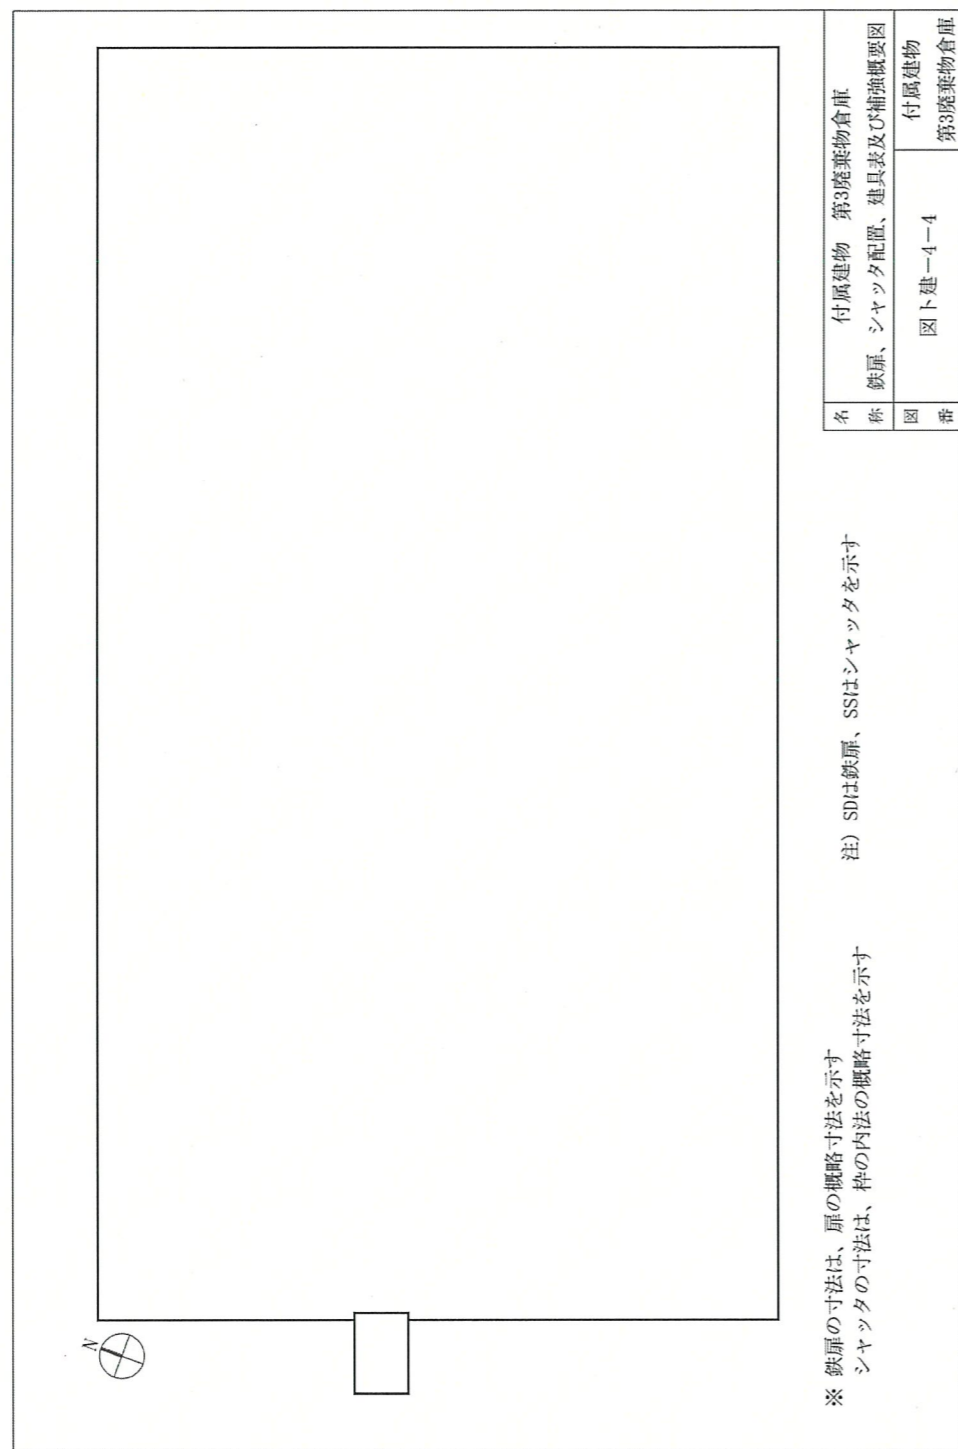 N
※ 鉄扉の寸法は、扉の概略寸法を示す
シャッタの寸法は、枠の内法の概略寸法を示す
注) SDは鉄扉、SSはシャッタを示す
名称
付属建物 第3廃棄物倉庫
鉄扉、シャッタ配置、建具表及び補強概要図
図番
図ト建-4-4
付属建物
第3廃棄物倉庫